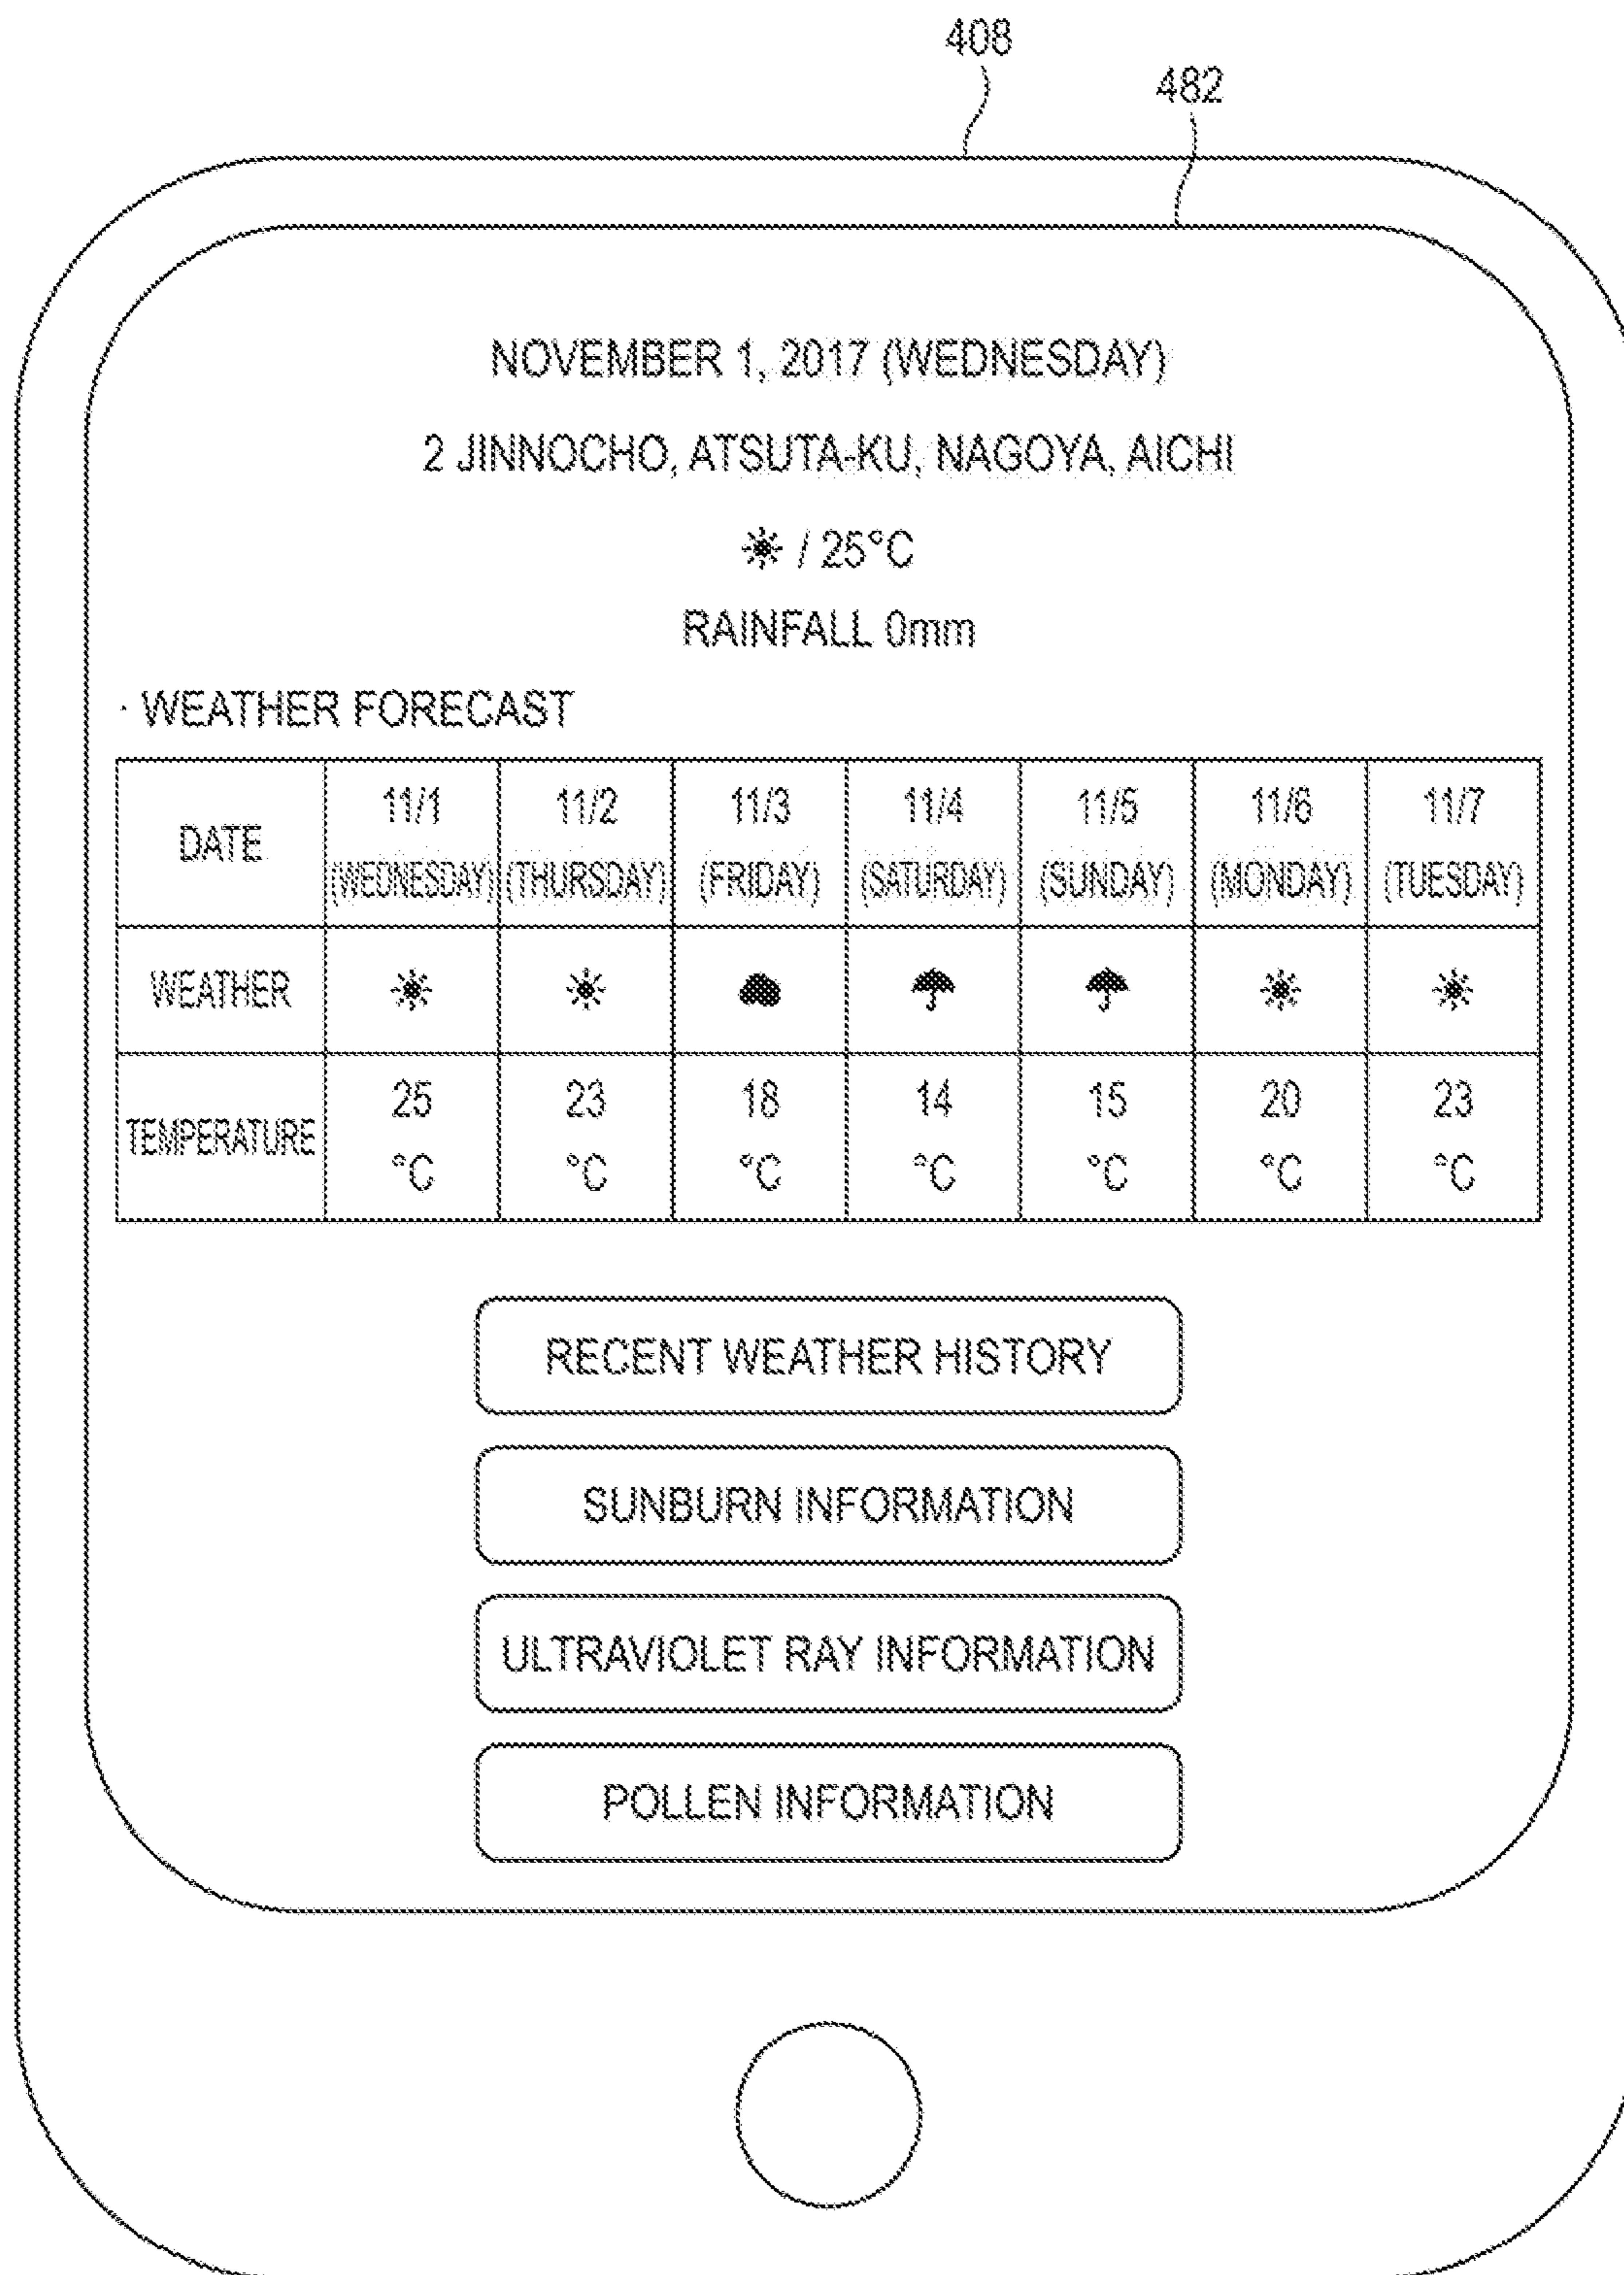 408
482
NOVEMBER 1, 2017 (WEDNESDAY)
2 JINNOCHO, ATSUTA-KU, NAGOYA, AICHI
/ 25°C
RAINFALL 0mm
· WEATHER FORECAST
DATE 11/1 (WEDNESDAY) 11/2 (THURSDAY) 11/3 (FRIDAY) 11/4 (SATURDAY) 11/5 (SUNDAY) 11/6 (MONDAY) 11/7 (TUESDAY)
WEATHER
TEMPERATURE 25 °C 23 °C 18 °C 14 °C 15 °C 20 °C 23 °C
RECENT WEATHER HISTORY
SUNBURN INFORMATION
ULTRAVIOLET RAY INFORMATION
POLLEN INFORMATION